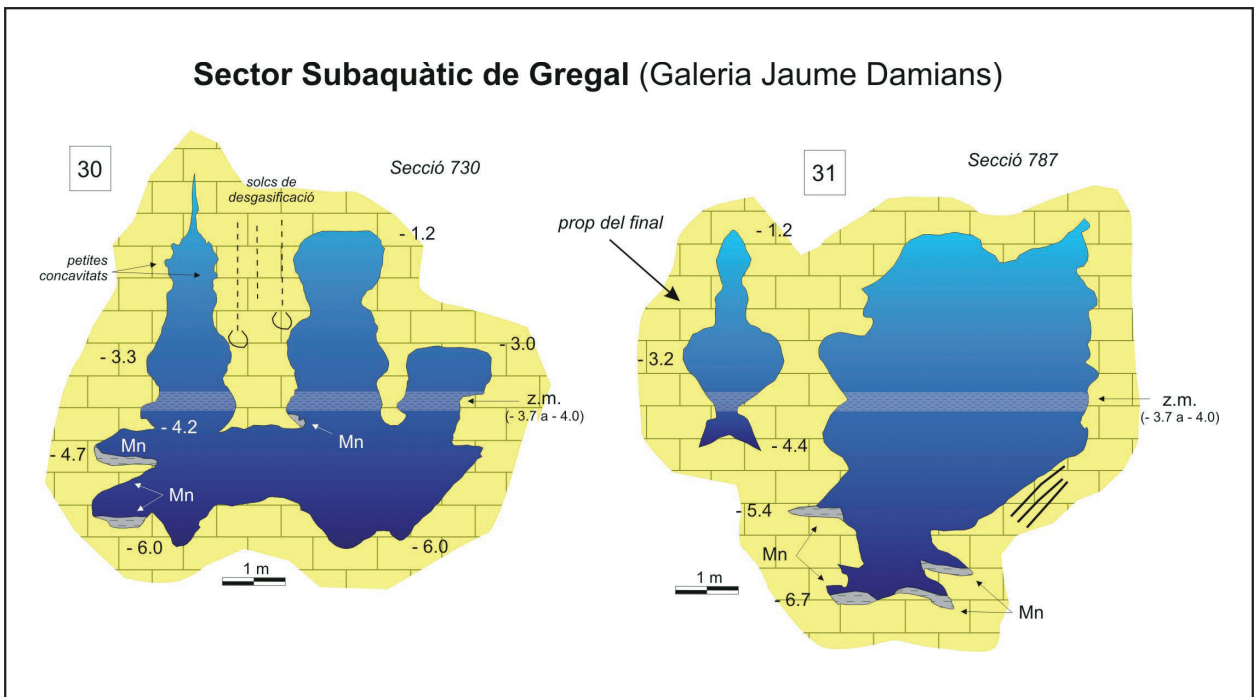 Sector Subaquàtic de Gregal (Galeria Jaume Damians)
30
Secció 730
solcs de
desgasificació
petites
concavitats
- 1.2
- 3.3
- 3.0
z.m.
(- 3.7 a - 4.0)
- 4.2
Mn
- 4.7
Mn
Mn
- 6.0
- 6.0
1 m
31
Secció 787
prop del final
- 1.2
- 3.2
z.m.
(- 3.7 a - 4.0)
- 4.4
- 5.4
Mn
- 6.7
Mn
1 m